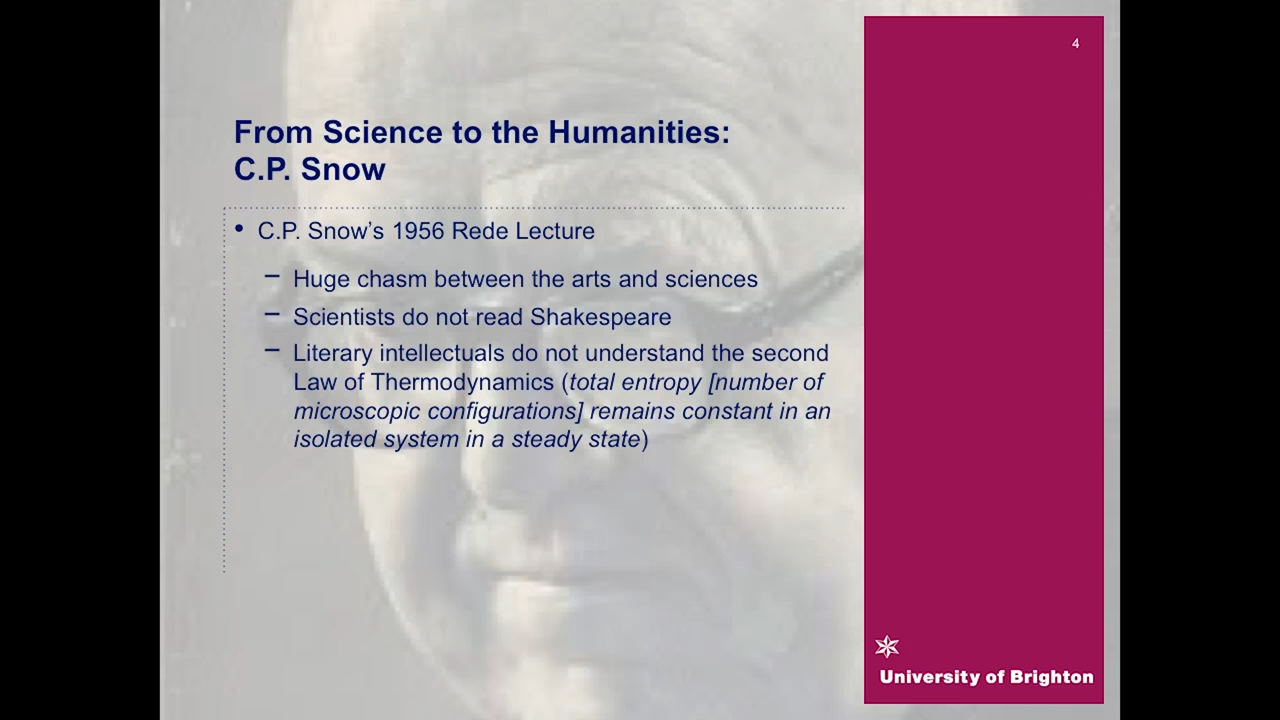 4
From Science to the Humanities:
C.P. Snow
• C.P. Snow’s 1956 Rede Lecture
– Huge chasm between the arts and sciences
– Scientists do not read Shakespeare
– Literary intellectuals do not understand the second
Law of Thermodynamics (total entropy [number of
microscopic configurations] remains constant in an
isolated system in a steady state)
University of Brighton